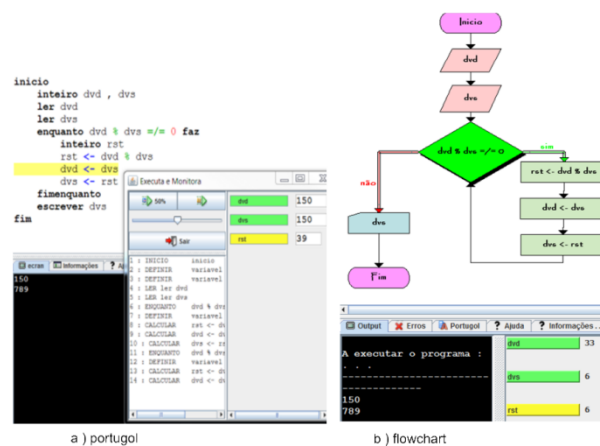 inicio
inteiro dvd , dvs
ler dvd
ler dvs
enquanto dvd % dvs =/= 0 faz
inteiro rst
rst <- dvd % dvs
dvd <- dvs
dvs <- rst
fimenquanto
escrever dvs
fim
Executa e Monitora
50%
Sair
dvd 150
dvs 150
rst 39
1 : INICIO inicio
2 : DEFINIR variavel
3 : DEFINIR variavel
4 : LER ler dvd
5 : LER ler dvs
6 : ENQUANTO dvd % dvs
7 : DEFINIR variavel
8 : CALCULAR rst <- dv
9 : CALCULAR dvd <- dv
10 : CALCULAR dvs <- rs
11 : ENQUANTO dvd % dvs
12 : DEFINIR variavel
13 : CALCULAR rst <- dv
14 : CALCULAR dvd <- dv
ecran Informações ? Aj
150
789
a ) portugol
Inicio
dvd
dvs
dvd % dvs =/= 0
sim
não
rst <- dvd % dvs
dvd <- dvs
dvs <- rst
dvs
Fim
Output Erros Portugol ? Ajuda ? Informações . .
A executar o programa :
. . .
150
789
dvd 33
dvs 6
rst 6
b ) flowchart